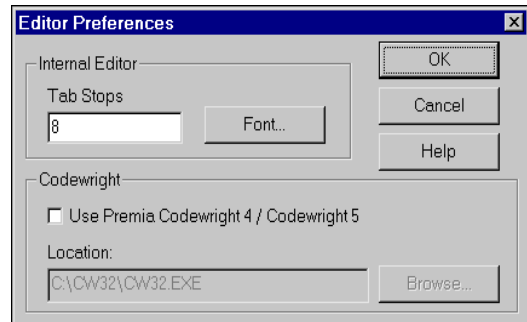 Editor Preferences
Internal Editor
Tab Stops
8
Font...
OK
Cancel
Help
Codewright
Use Premia Codewright 4 / Codewright 5
Location:
C:\CW32\CW32.EXE
Browse...